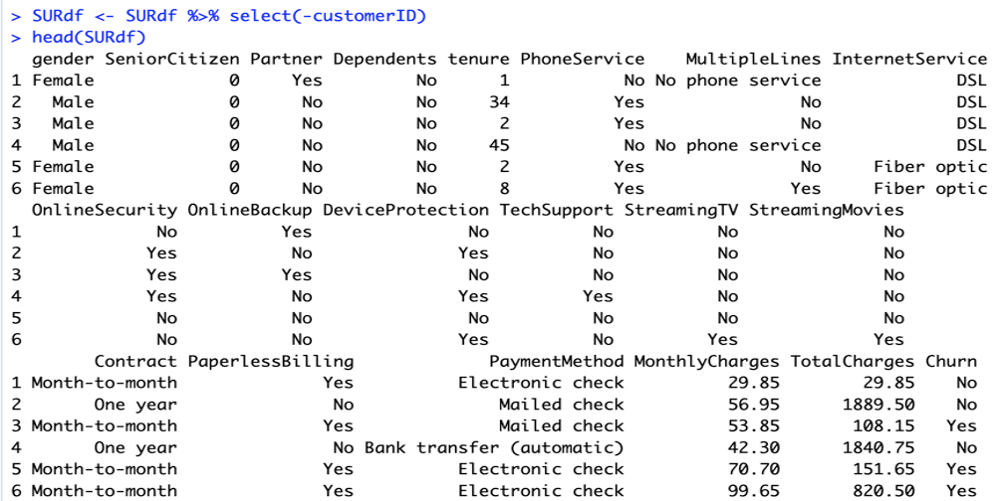 > SURdf <- SURdf %>% select(-customerID)
> head(SURdf)
  gender SeniorCitizen Partner Dependents tenure PhoneService    MultipleLines InternetService
1 Female             0     Yes         No      1           No No phone service             DSL
2   Male             0      No         No     34          Yes               No             DSL
3   Male             0      No         No      2          Yes               No             DSL
4   Male             0      No         No     45           No No phone service             DSL
5 Female             0      No         No      2          Yes               No     Fiber optic
6 Female             0      No         No      8          Yes              Yes     Fiber optic
  OnlineSecurity OnlineBackup DeviceProtection TechSupport StreamingTV StreamingMovies
1             No          Yes               No          No          No              No
2            Yes           No              Yes          No          No              No
3            Yes          Yes               No          No          No              No
4            Yes           No              Yes         Yes          No              No
5             No           No               No          No          No              No
6             No           No              Yes          No         Yes             Yes
        Contract PaperlessBilling             PaymentMethod MonthlyCharges TotalCharges Churn
1 Month-to-month              Yes          Electronic check          29.85        29.85    No
2       One year               No              Mailed check          56.95      1889.50    No
3 Month-to-month              Yes              Mailed check          53.85       108.15   Yes
4       One year               No Bank transfer (automatic)          42.30      1840.75    No
5 Month-to-month              Yes          Electronic check          70.70       151.65   Yes
6 Month-to-month              Yes          Electronic check          99.65       820.50   Yes